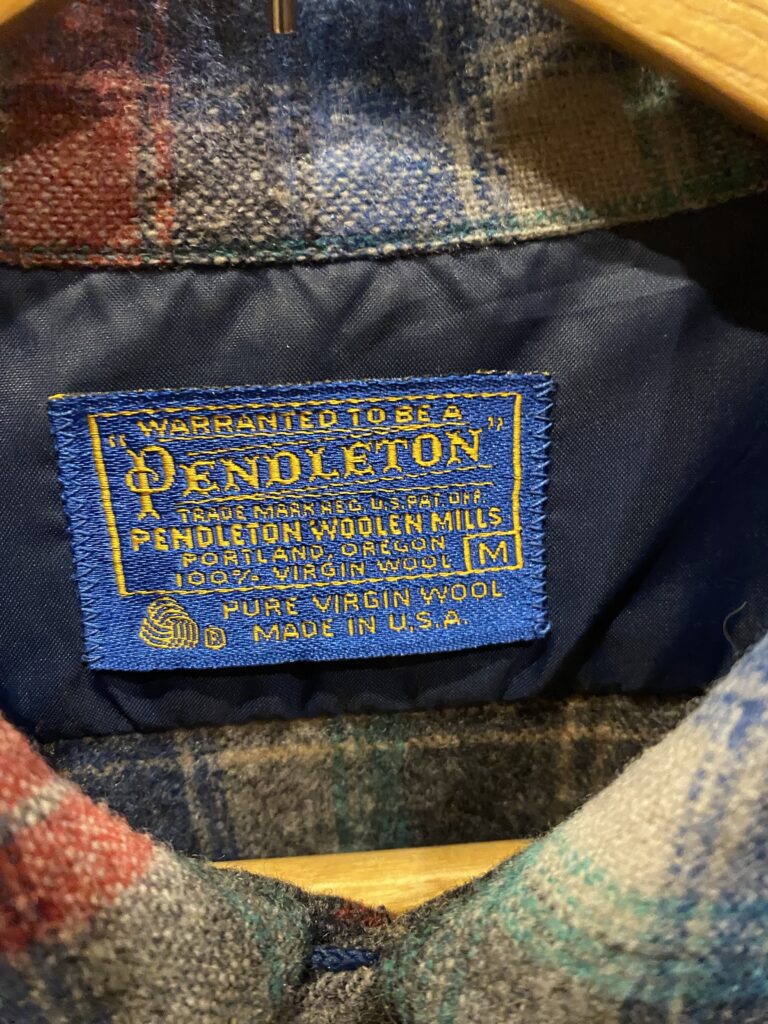 WARRANTED TO BE A
"PENDLETON"
TRADE MARK REG. U.S. PAT. OFF.
PENDLETON WOOLEN MILLS
PORTLAND, OREGON
100% VIRGIN WOOL M
PURE VIRGIN WOOL
® MADE IN U.S.A.